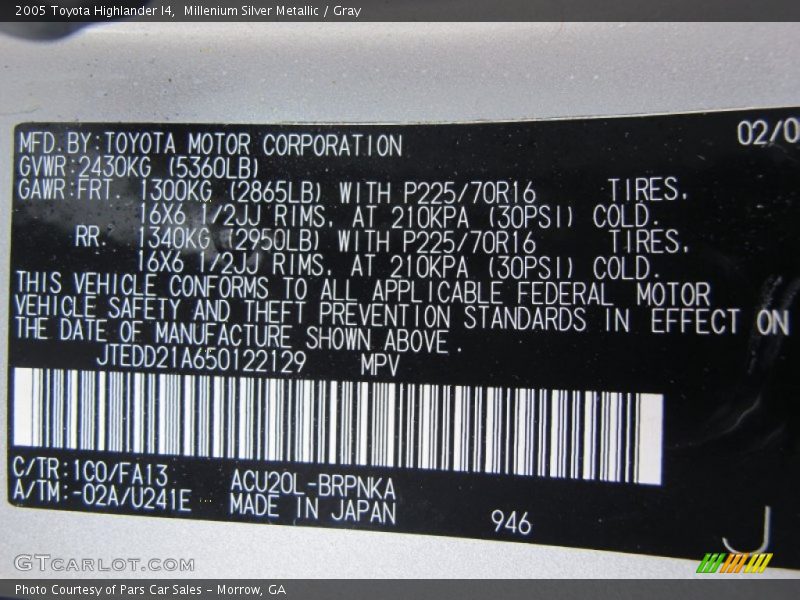 2005 Toyota Highlander I4, Millenium Silver Metallic / Gray
02/0
MFD.BY:TOYOTA MOTOR CORPORATION
GVWR:2430KG (5360LB)
GAWR:FRT. 1300KG (2865LB) WITH P225/70R16 TIRES.
16X6 1/2JJ RIMS. AT 210KPA (30PSI) COLD.
RR. 1340KG (2950LB) WITH P225/70R16 TIRES.
16X6 1/2JJ RIMS. AT 210KPA (30PSI) COLD.
THIS VEHICLE CONFORMS TO ALL APPLICABLE FEDERAL MOTOR
VEHICLE SAFETY AND THEFT PREVENTION STANDARDS IN EFFECT ON
THE DATE OF MANUFACTURE SHOWN ABOVE.
JTEDD21A650122129 MPV
C/TR:1C0/FA13 ACU20L-BRPNKA
A/TM:-02A/U241E MADE IN JAPAN
946
J
GTcarlot.com
Photo Courtesy of Pars Car Sales - Morrow, GA